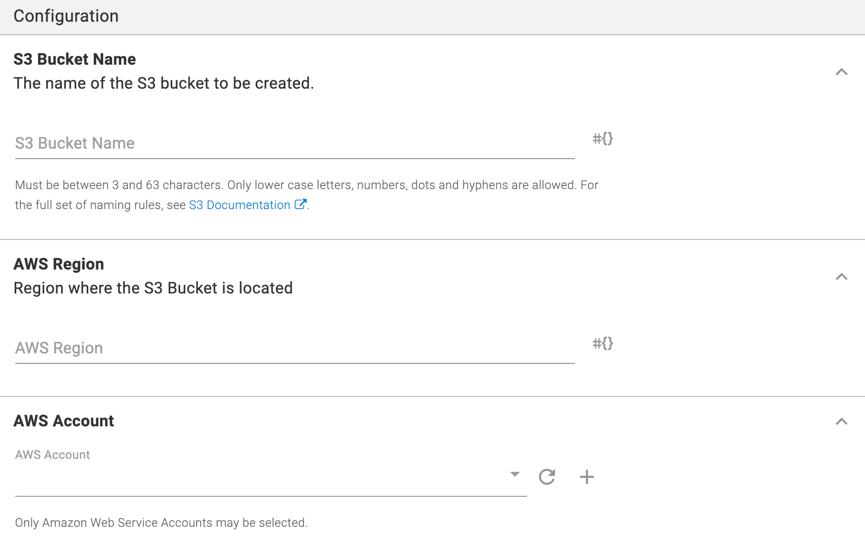 Configuration
S3 Bucket Name
The name of the S3 bucket to be created.
S3 Bucket Name
#{}
Must be between 3 and 63 characters. Only lower case letters, numbers, dots and hyphens are allowed. For
the full set of naming rules, see S3 Documentation.
AWS Region
Region where the S3 Bucket is located
AWS Region
#{}
AWS Account
AWS Account
Only Amazon Web Service Accounts may be selected.